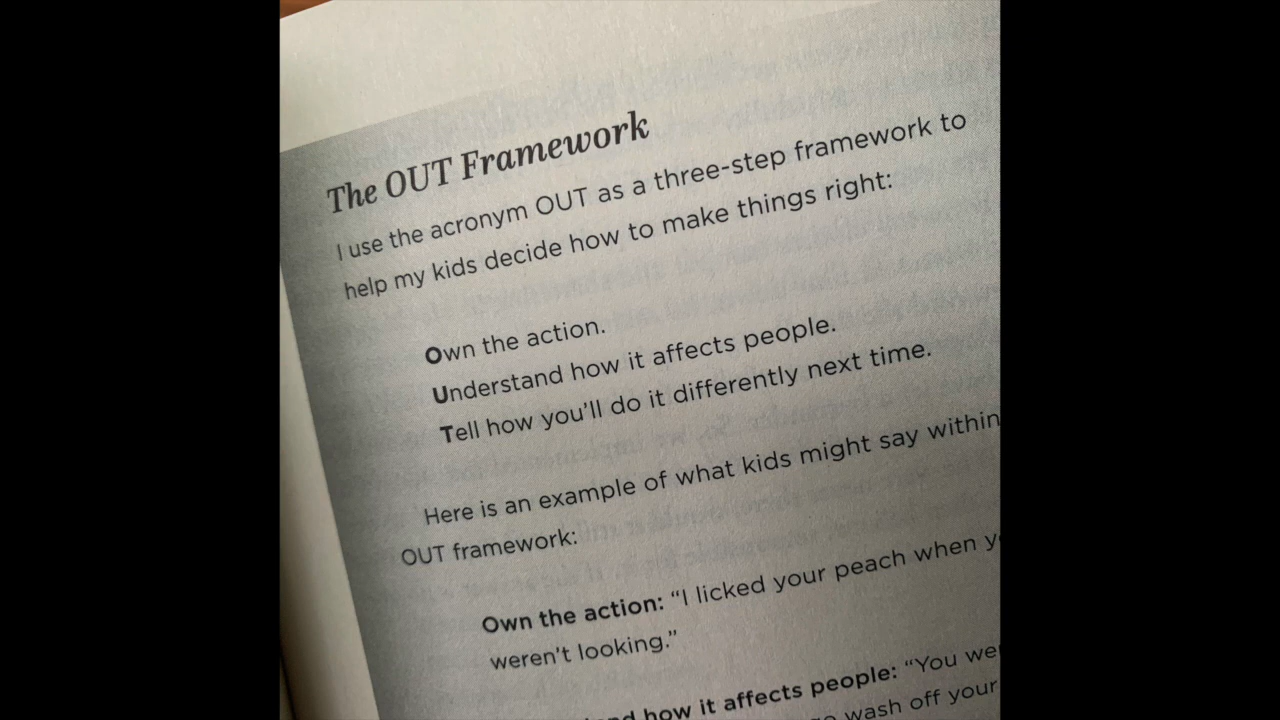 The OUT Framework
I use the acronym OUT as a three-step framework to
help my kids decide how to make things right:
Own the action.
Understand how it affects people.
Tell how you'll do it differently next time.
Here is an example of what kids might say within
OUT framework:
Own the action: “I licked your peach when
weren't looking.”
how it affects people: “You
wash off your